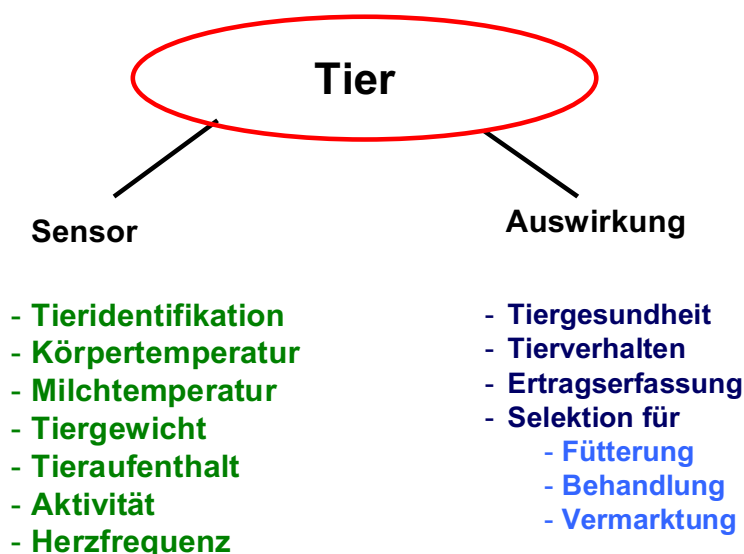 Tier
Sensor
- Tieridentifikation
- Körpertemperatur
- Milchtemperatur
- Tiergewicht
- Tieraufenthalt
- Aktivität
- Herzfrequenz
Auswirkung
- Tiergesundheit
- Tierverhalten
- Ertragserfassung
- Selektion für
- Fütterung
- Behandlung
- Vermarktung